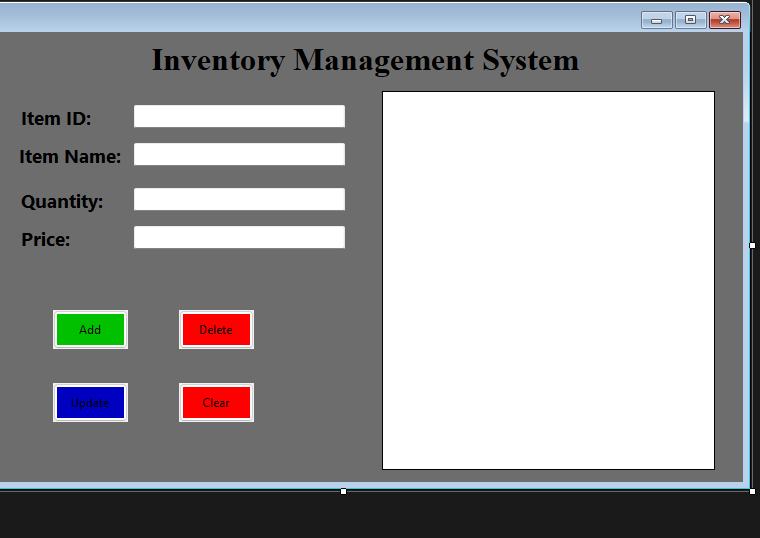 Inventory Management System
Item ID:
Item Name:
Quantity:
Price:
Add
Delete
Update
Clear